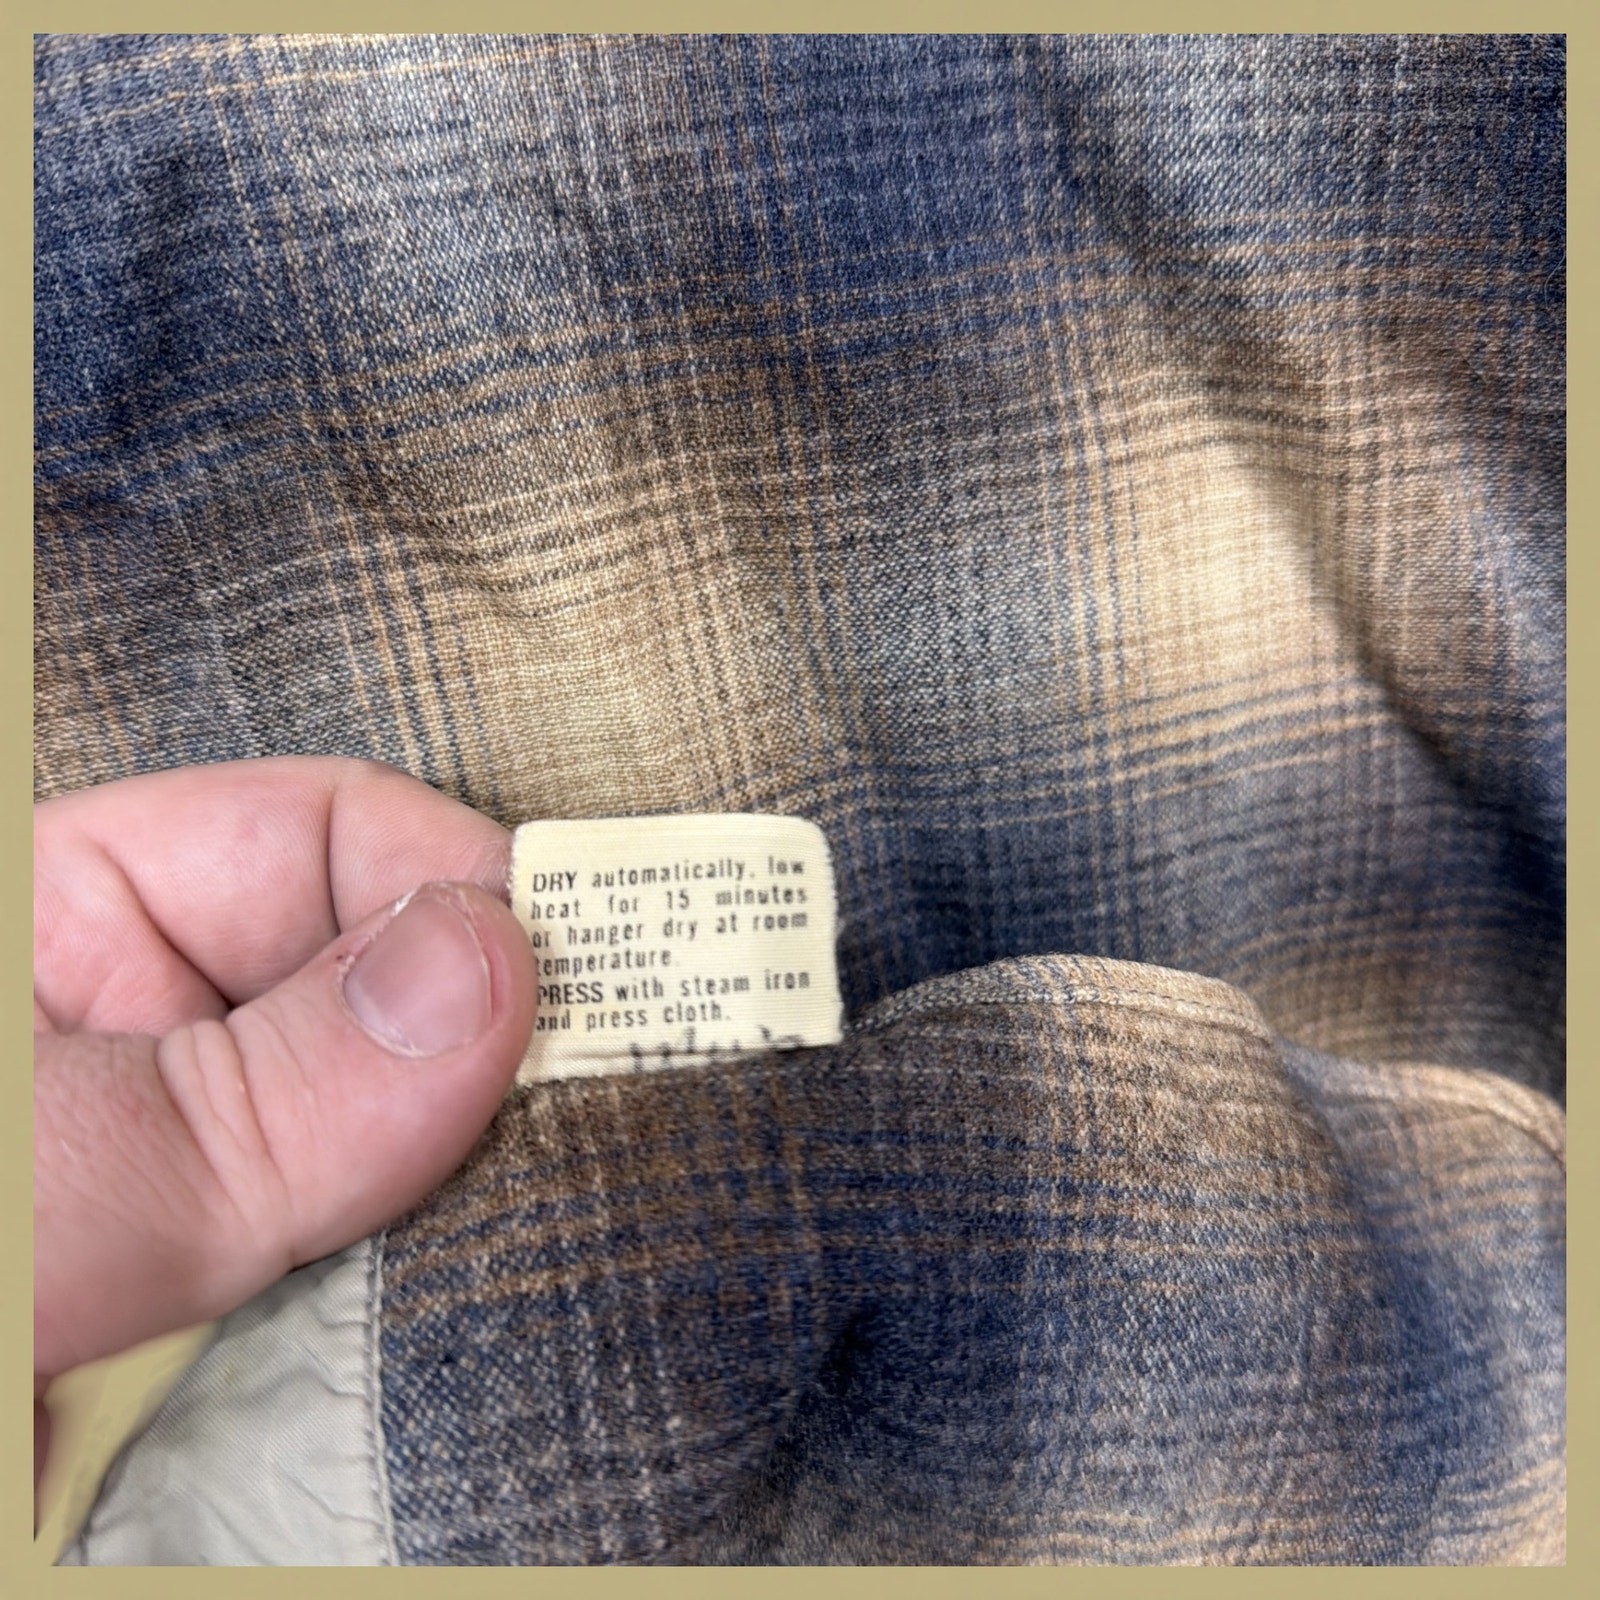 DRY automatically, low
heat for 15 minutes
or hanger dry at room
temperature.
PRESS with steam iron
and press cloth.